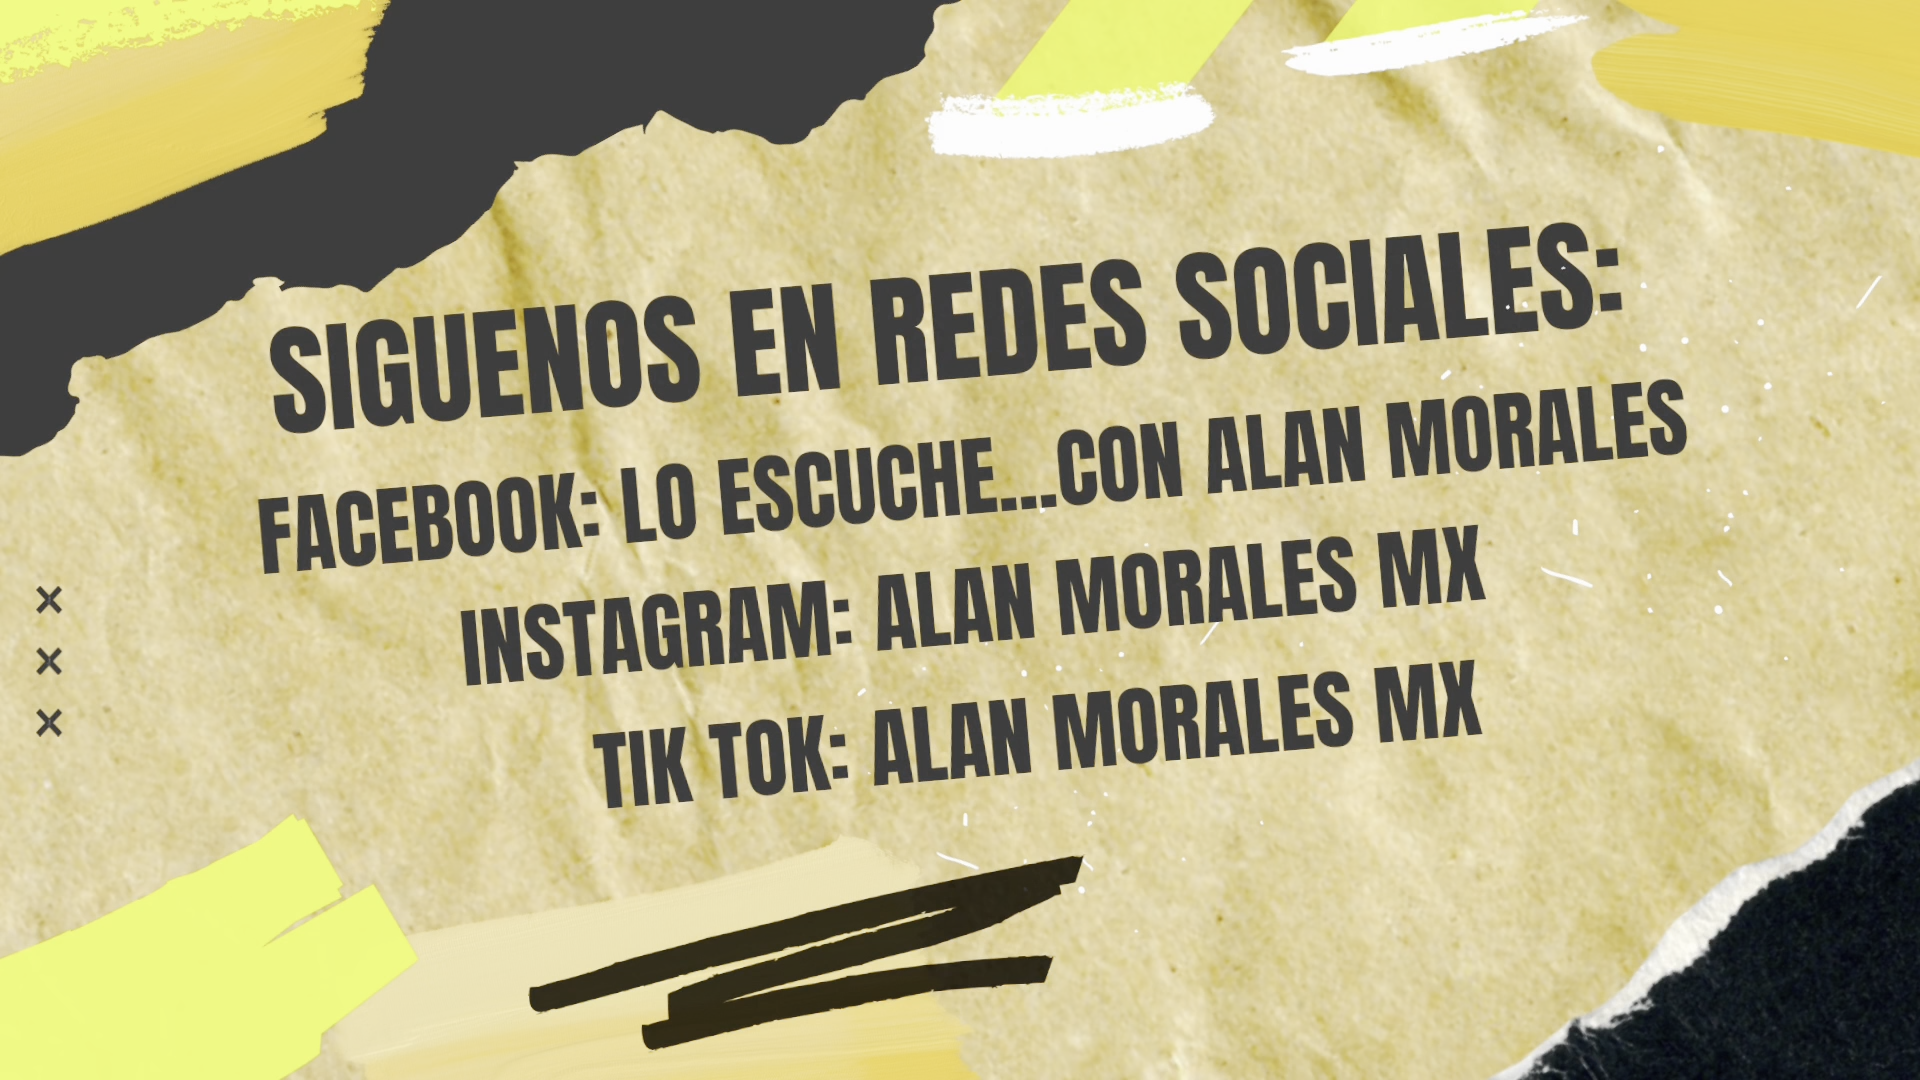 SIGUENOS EN REDES SOCIALES:
FACEBOOK: LO ESCUCHE...CON ALAN MORALES
INSTAGRAM: ALAN MORALES MX
TIK TOK: ALAN MORALES MX